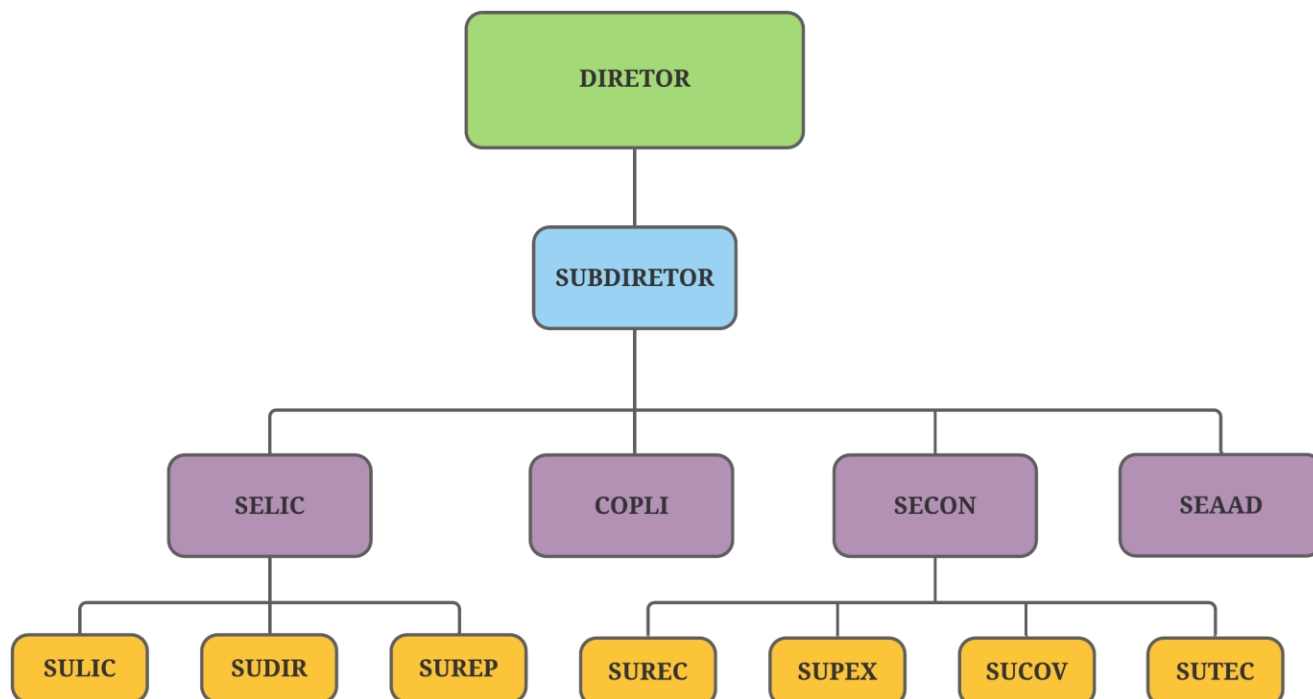 DIRETOR
SUBDIRETOR
SELIC
COPLI
SECON
SEAAD
SULIC
SUDIR
SUREP
SUREC
SUPEX
SUCOV
SUTEC